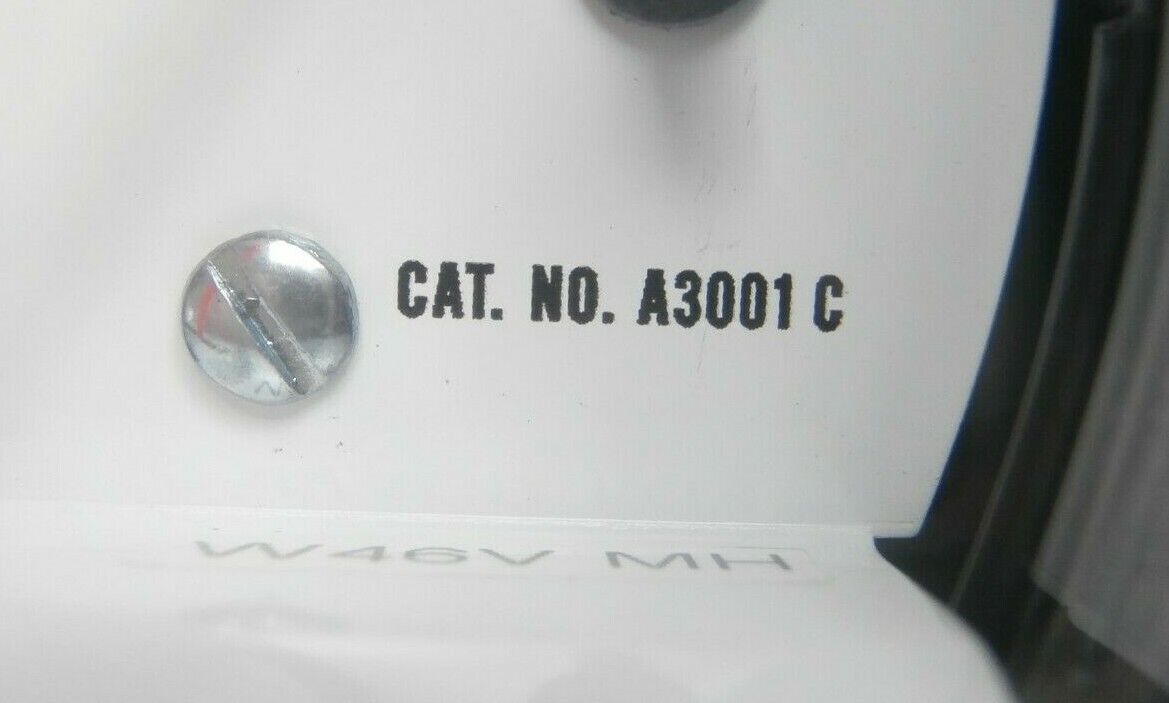 CAT. NO. A3001 C
W46V MH